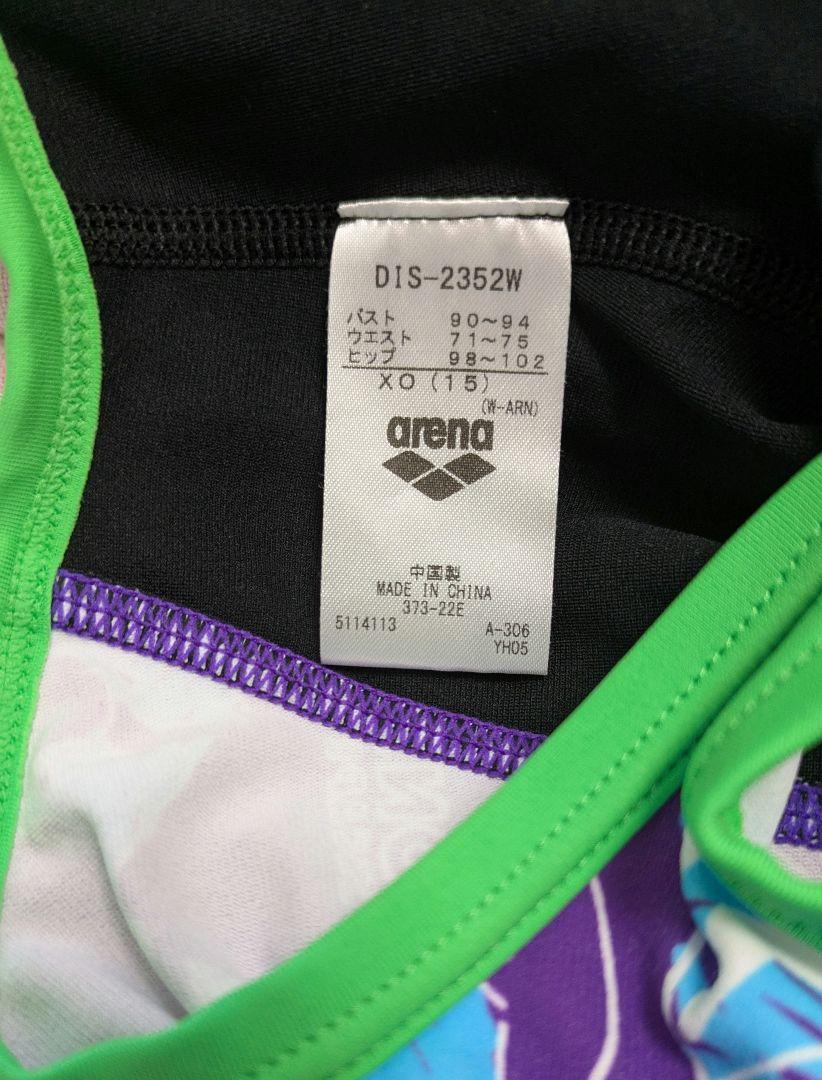 DIS-2352W
バスト 90～94
ウエスト 71～75
ヒップ 98～102
XO(15)
(W-ARN)
arena
中国製
MADE IN CHINA
373-22E
5114113 A-306
YH05